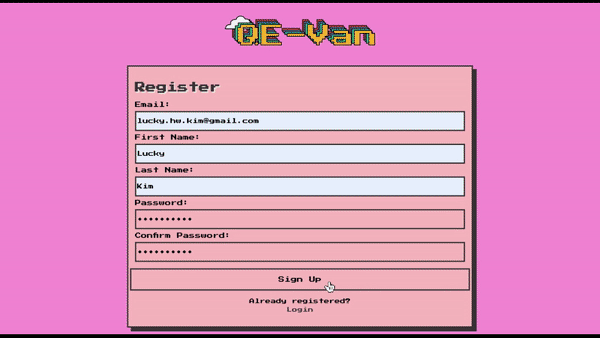 QE-Van
Register
Email:
lucky.hw.kim@gmail.com
First Name:
Lucky
Last Name:
Kim
Password:
••••••••••
Confirm Password:
••••••••••
Sign Up
Already registered?
Login